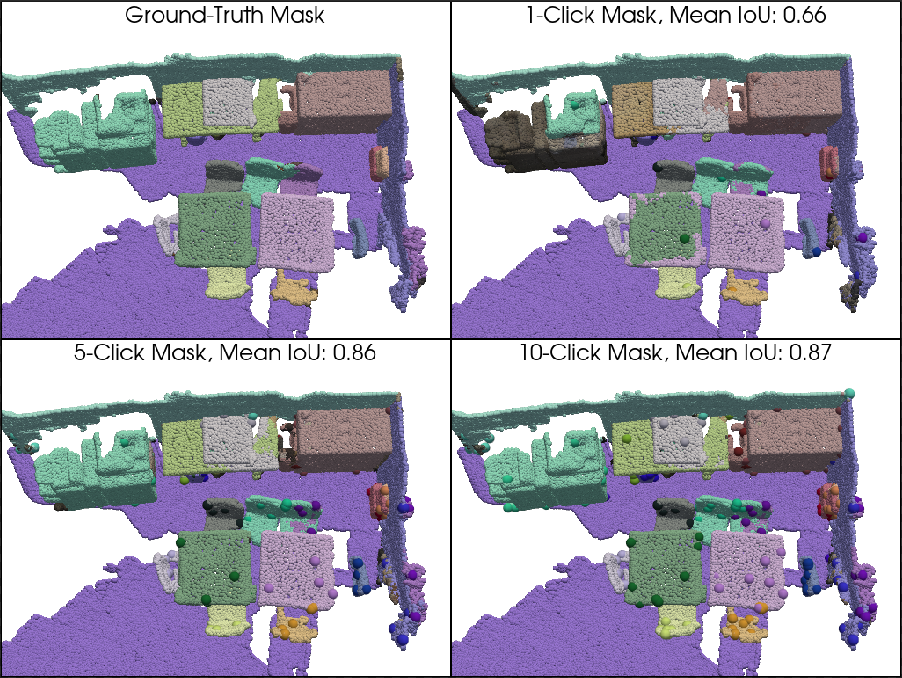 Ground-Truth Mask
1-Click Mask, Mean IoU: 0.66
5-Click Mask, Mean IoU: 0.86
10-Click Mask, Mean IoU: 0.87